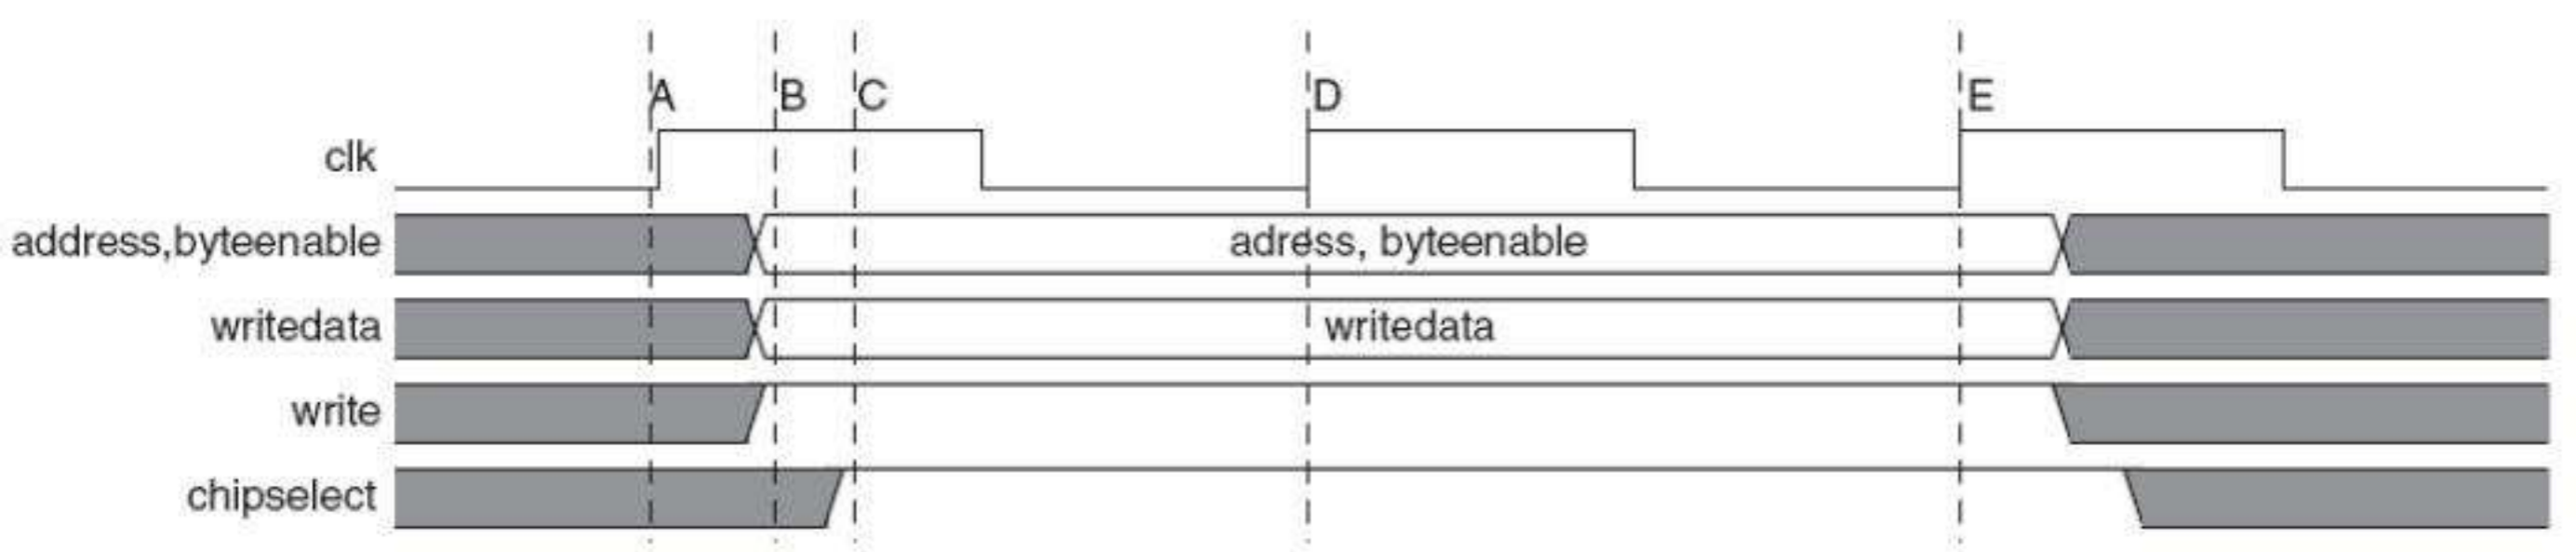 A B C D E
clk
address,byteenable adress, byteenable
writedata writedata
write
chipselect